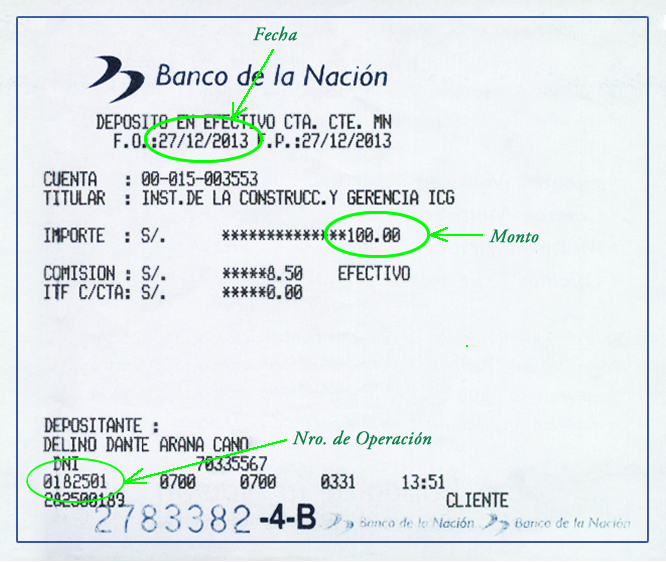 Fecha
Banco de la Nación
DEPOSITO EN EFECTIVO CTA. CTE. MN
F.O.:27/12/2013 F.P.:27/12/2013
CUENTA : 00-015-003553
TITULAR : INST.DE LA CONSTRUCC.Y GERENCIA ICG
IMPORTE : S/. ***************100.00
Monto
COMISION : S/. *****8.50 EFECTIVO
ITF C/CTA: S/. *****0.00
DEPOSITANTE :
DELINO DANTE ARANA CANO
Nro. de Operación
DNI 70335567
0182501 0700 0700 0331 13:51
282500189 CLIENTE
2783382-4-B Banco de la Nación Banco de la Nación